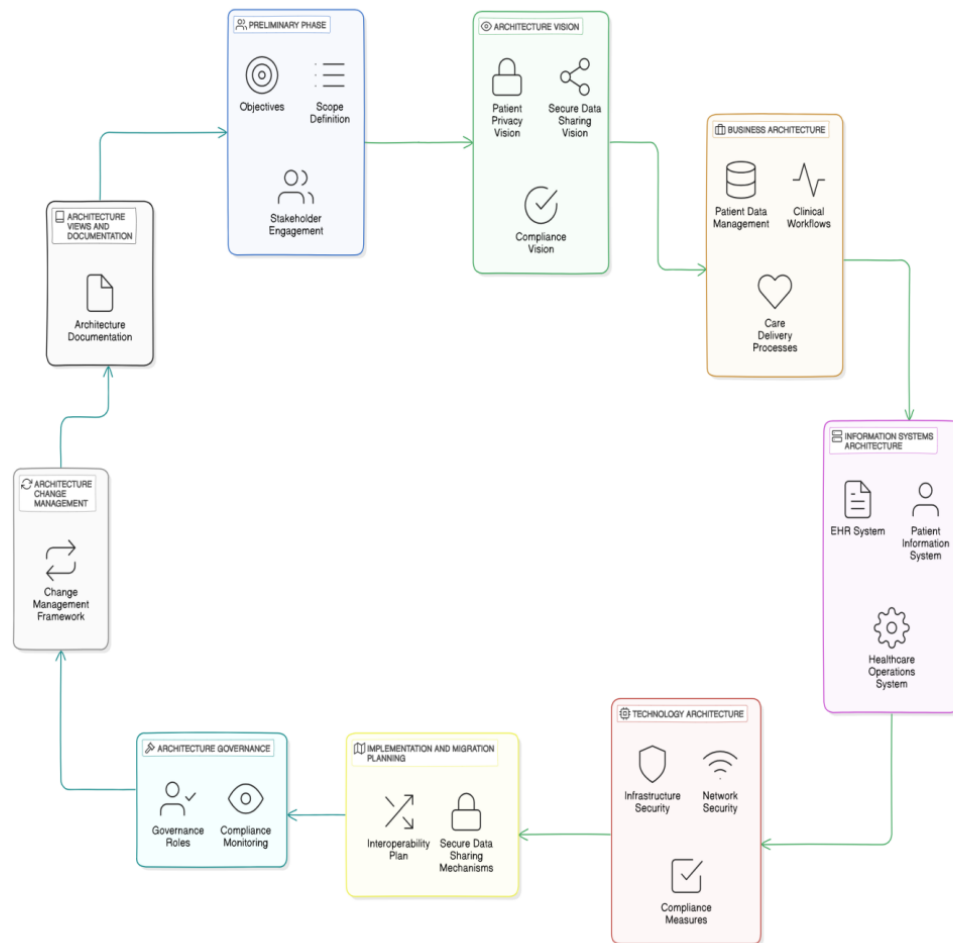 PRELIMINARY PHASE
Objectives
Scope
Definition
Stakeholder
Engagement
ARCHITECTURE VISION
Patient
Privacy
Vision
Secure Data
Sharing
Vision
Compliance
Vision
BUSINESS ARCHITECTURE
Patient Data
Management
Clinical
Workflows
Care
Delivery
Processes
INFORMATION SYSTEMS
ARCHITECTURE
EHR System
Patient
Information
System
Healthcare
Operations
System
TECHNOLOGY ARCHITECTURE
Infrastructure
Security
Network
Security
Compliance
Measures
IMPLEMENTATION AND MIGRATION
PLANNING
Interoperability
Plan
Secure Data
Sharing
Mechanisms
ARCHITECTURE GOVERNANCE
Governance
Roles
Compliance
Monitoring
ARCHITECTURE
CHANGE
MANAGEMENT
Change
Management
Framework
ARCHITECTURE
VIEWS AND
DOCUMENTATION
Architecture
Documentation